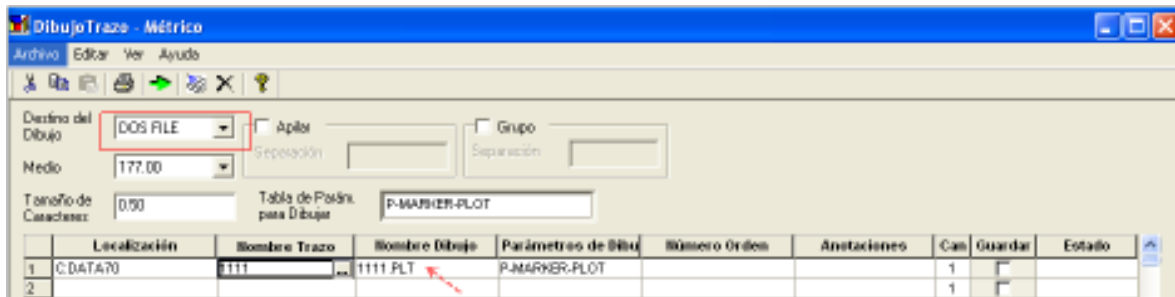 DibujoTrazo - Métrico
Archivo Editar Ver Ayuda
Destino del Dibujo DOS FILE Apilar Grupo
Separación Separación
Medio 177.00
Tamaño de Caracteres 0.50 Tabla de Parám. para Dibujar P-MARKER-PLOT
Localización Nombre Trazo Nombre Dibujo Parámetros de Dibu Número Orden Anotaciones Can Guardar Estado
1 C:DATA70 1111 ... 1111.PLT P-MARKER-PLOT 1
2 1